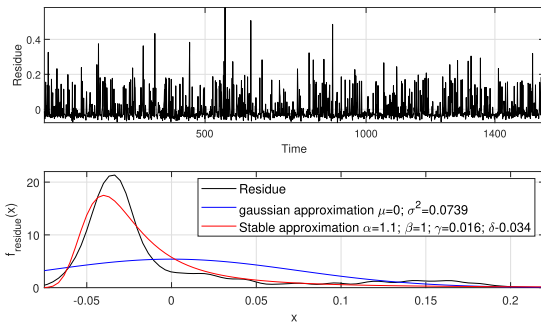 Residue
0.4
0.2
0
500
1000
1400
Time
f_residue(x)
20
10
0
Residue
gaussian approximation μ=0; σ²=0.0739
Stable approximation α=1.1; β=1; γ=0.016; δ-0.034
-0.05
0
0.05
0.1
0.15
0.2
x